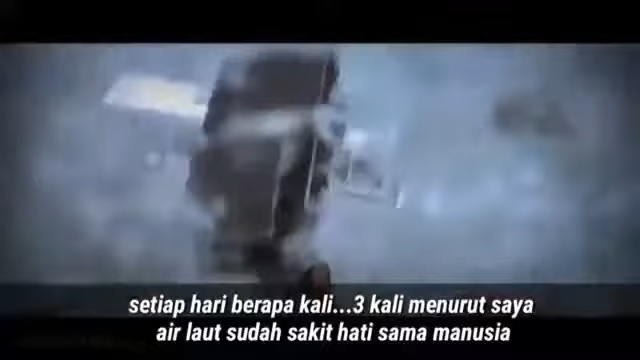 setiap hari berapa kali...3 kali menurut saya
air laut sudah sakit hati sama manusia